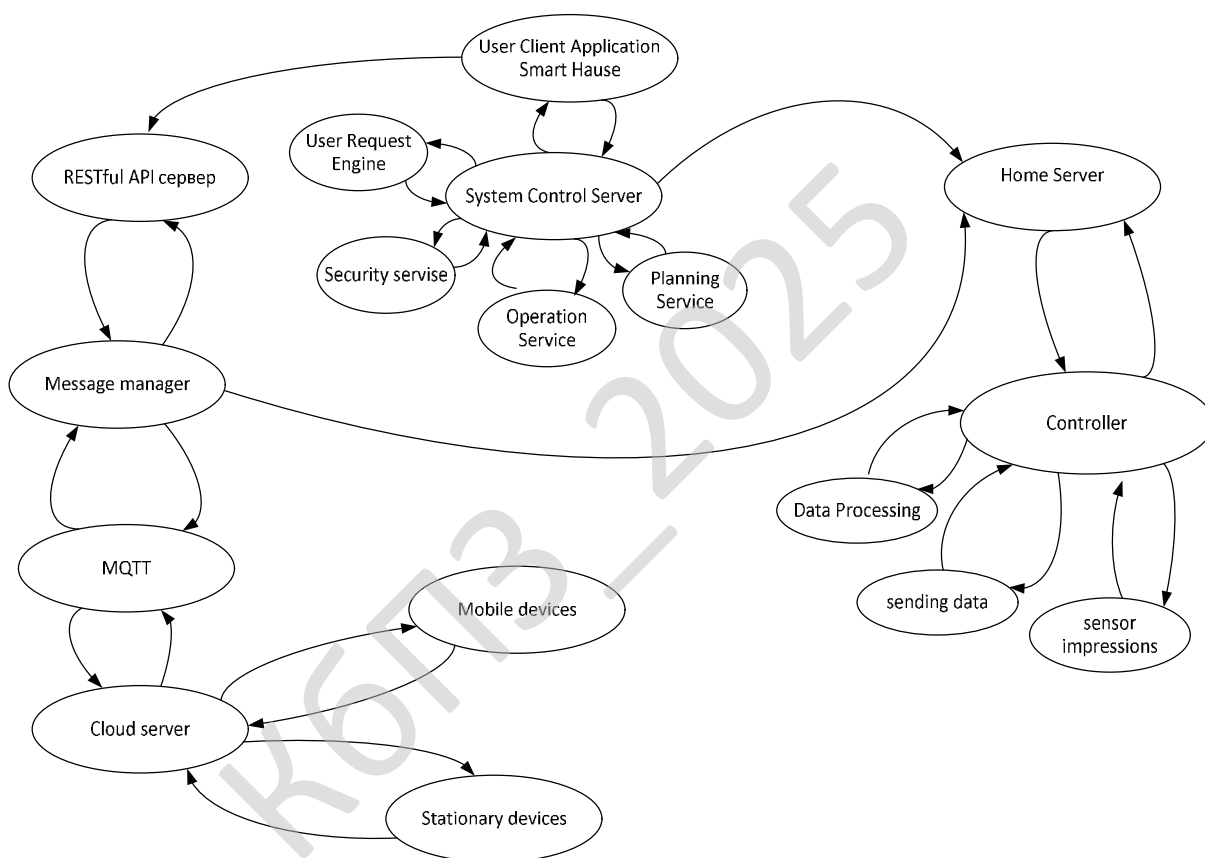 User Client Application
Smart Hause
User Request
Engine
RESTful API сервер
System Control Server
Home Server
Security servise
Planning
Service
Operation
Service
Message manager
Controller
Data Processing
MQTT
Mobile devices
sending data
sensor
impressions
Cloud server
Stationary devices
КбПЗ_2025